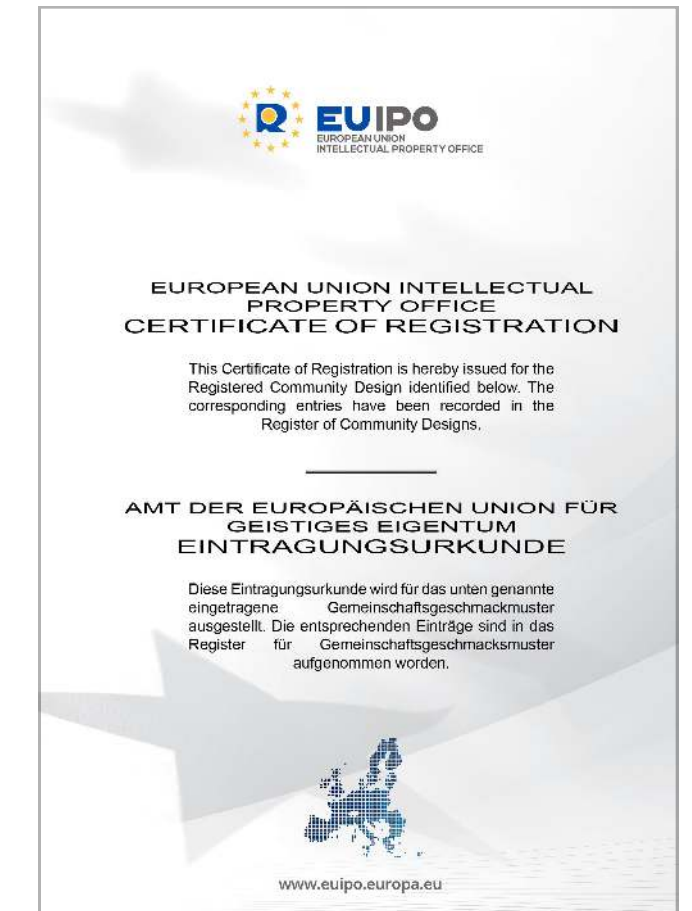 EUIPO
EUROPEAN UNION
INTELLECTUAL PROPERTY OFFICE
EUROPEAN UNION INTELLECTUAL
PROPERTY OFFICE
CERTIFICATE OF REGISTRATION
This Certificate of Registration is hereby issued for the
Registered Community Design identified below. The
corresponding entries have been recorded in the
Register of Community Designs.
AMT DER EUROPÄISCHEN UNION FÜR
GEISTIGES EIGENTUM
EINTRAGUNGSURKUNDE
Diese Eintragungsurkunde wird für das unten genannte
eingetragene Gemeinschaftsgeschmackmuster
ausgestellt. Die entsprechenden Einträge sind in das
Register für Gemeinschaftsgeschmacksmuster
aufgenommen worden.
www.euipo.europa.eu